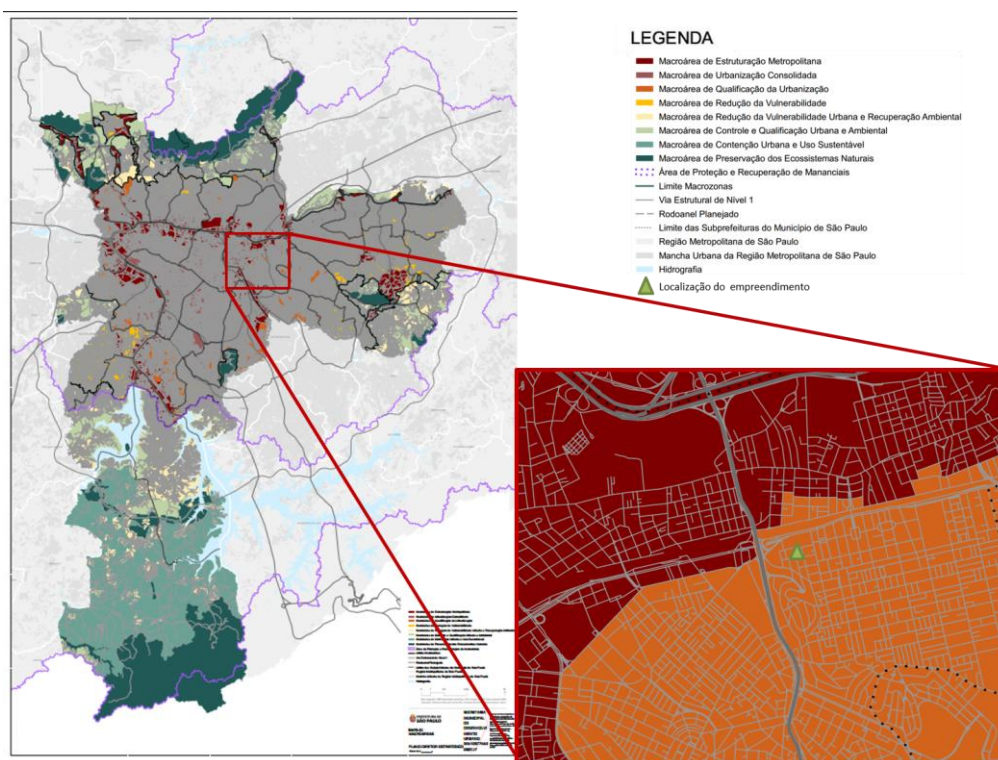 LEGENDA
Macroárea de Estruturação Metropolitana
Macroárea de Urbanização Consolidada
Macroárea de Qualificação da Urbanização
Macroárea de Redução da Vulnerabilidade
Macroárea de Redução da Vulnerabilidade Urbana e Recuperação Ambiental
Macroárea de Controle e Qualificação Urbana e Ambiental
Macroárea de Contenção Urbana e Uso Sustentável
Macroárea de Preservação dos Ecossistemas Naturais
Área de Proteção e Recuperação de Mananciais
Limite Macrozonas
Via Estrutural de Nível 1
Rodoanel Planejado
Limite das Subprefeituras do Município de São Paulo
Região Metropolitana de São Paulo
Mancha Urbana da Região Metropolitana de São Paulo
Hidrografia
Localização do empreendimento
PREFEITURA DE
SÃO PAULO